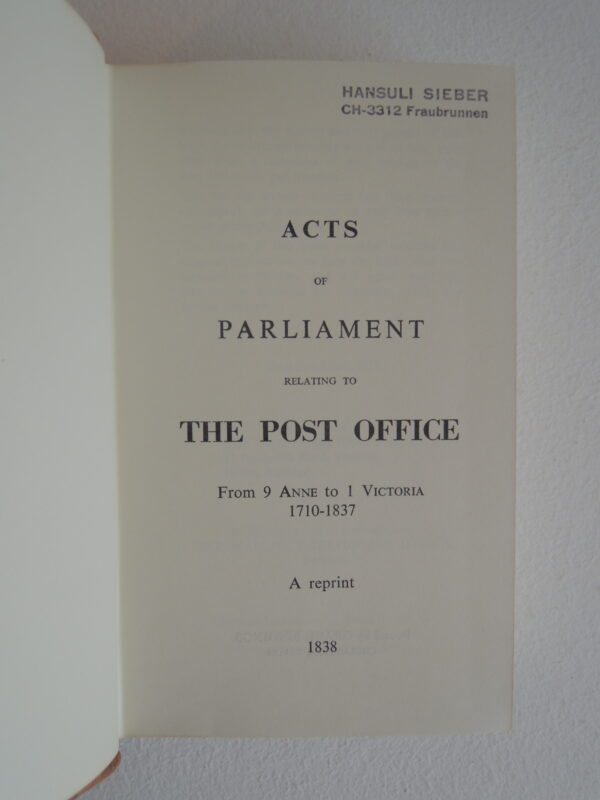 HANSULI SIEBER
CH-3312 Fraubrunnen
ACTS
OF
PARLIAMENT
RELATING TO
THE POST OFFICE
From 9 ANNE to 1 VICTORIA
1710-1837
A reprint
1838